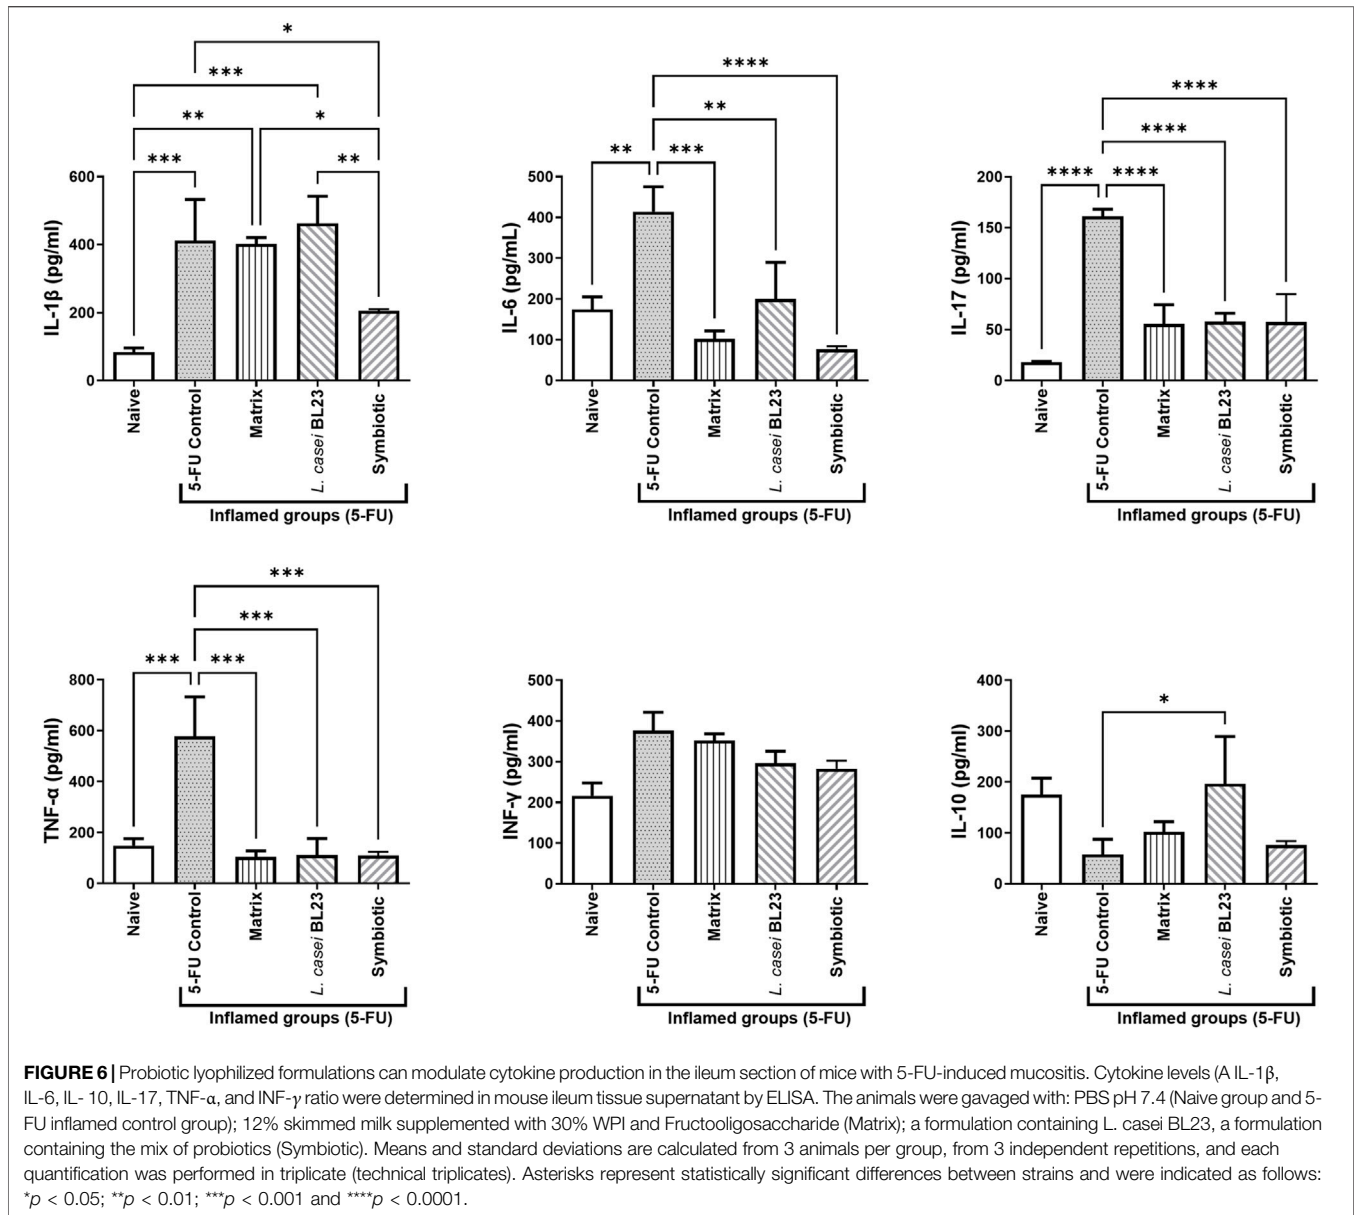 *
***
**
*
***
**
600
400
200
0
IL-1β (pg/ml)
Naive
5-FU Control
Matrix
L. casei BL23
Symbiotic
Inflamed groups (5-FU)
****
**
**
***
500
400
300
200
100
0
IL-6 (pg/mL)
Naive
5-FU Control
Matrix
L. casei BL23
Symbiotic
Inflamed groups (5-FU)
****
****
****
****
200
150
100
50
0
IL-17 (pg/ml)
Naive
5-FU Control
Matrix
L. casei BL23
Symbiotic
Inflamed groups (5-FU)
***
***
***
***
800
600
400
200
0
TNF-α (pg/ml)
Naive
5-FU Control
Matrix
L. casei BL23
Symbiotic
Inflamed groups (5-FU)
500
400
300
200
100
0
INF-γ (pg/ml)
Naive
5-FU Control
Matrix
L. casei BL23
Symbiotic
Inflamed groups (5-FU)
*
400
300
200
100
0
IL-10 (pg/ml)
Naive
5-FU Control
Matrix
L. casei BL23
Symbiotic
Inflamed groups (5-FU)
FIGURE 6 | Probiotic lyophilized formulations can modulate cytokine production in the ileum section of mice with 5-FU-induced mucositis. Cytokine levels (A IL-1β,
IL-6, IL- 10, IL-17, TNF-α, and INF-γ ratio were determined in mouse ileum tissue supernatant by ELISA. The animals were gavaged with: PBS pH 7.4 (Naive group and 5-
FU inflamed control group); 12% skimmed milk supplemented with 30% WPI and Fructooligosaccharide (Matrix); a formulation containing L. casei BL23, a formulation
containing the mix of probiotics (Symbiotic). Means and standard deviations are calculated from 3 animals per group, from 3 independent repetitions, and each
quantification was performed in triplicate (technical triplicates). Asterisks represent statistically significant differences between strains and were indicated as follows:
*p < 0.05; **p < 0.01; ***p < 0.001 and ****p < 0.0001.